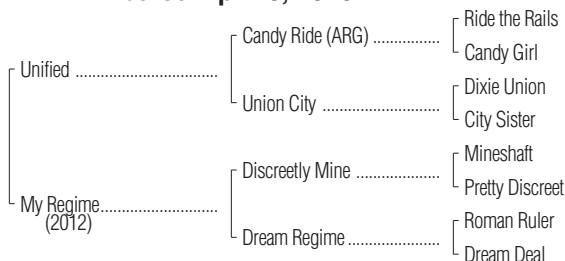 Ride the Rails
Candy Ride (ARG) ...............
Candy Girl
Unified ................................
Dixie Union
Union City ..........................
City Sister
Mineshaft
Discreetly Mine ...................
Pretty Discreet
My Regime..........................
(2012)
Roman Ruler
Dream Regime.....................
Dream Deal